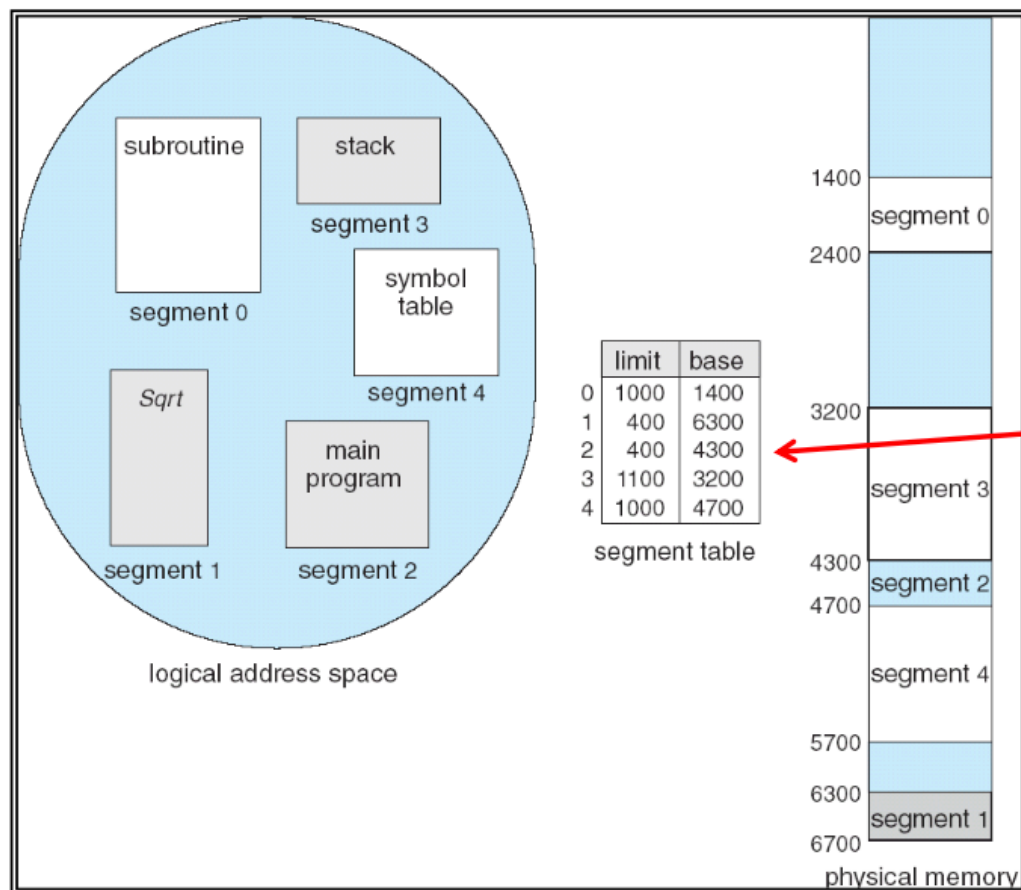 subroutine
segment 0
stack
segment 3
symbol
table
segment 4
Sqrt
segment 1
main
program
segment 2
logical address space
limit base
0 1000 1400
1 400 6300
2 400 4300
3 1100 3200
4 1000 4700
segment table
1400
segment 0
2400
3200
segment 3
4300
segment 2
4700
segment 4
5700
6300
segment 1
6700
physical memory